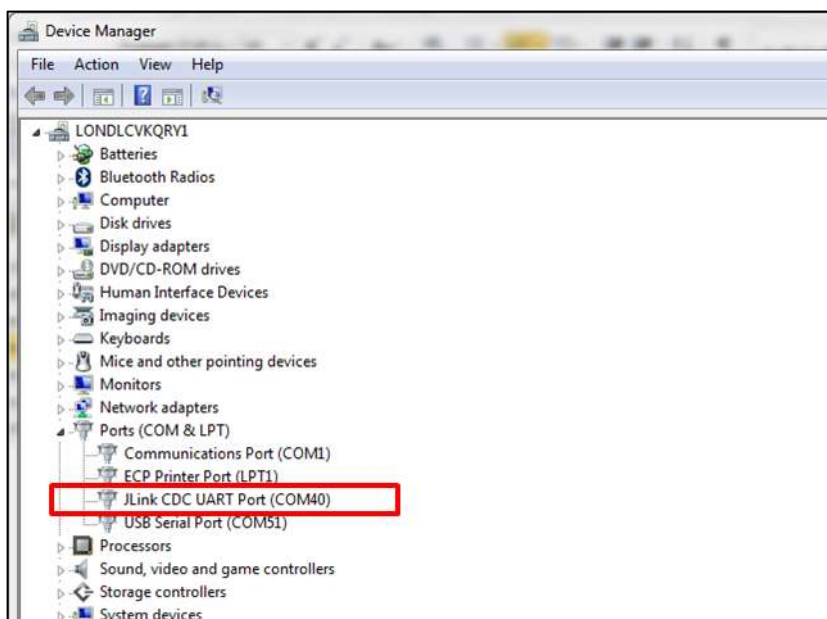 Device Manager
File Action View Help
LONDLCVKQRY1
Batteries
Bluetooth Radios
Computer
Disk drives
Display adapters
DVD/CD-ROM drives
Human Interface Devices
Imaging devices
Keyboards
Mice and other pointing devices
Monitors
Network adapters
Ports (COM & LPT)
Communications Port (COM1)
ECP Printer Port (LPT1)
JLink CDC UART Port (COM40)
USB Serial Port (COM51)
Processors
Sound, video and game controllers
Storage controllers
System devices